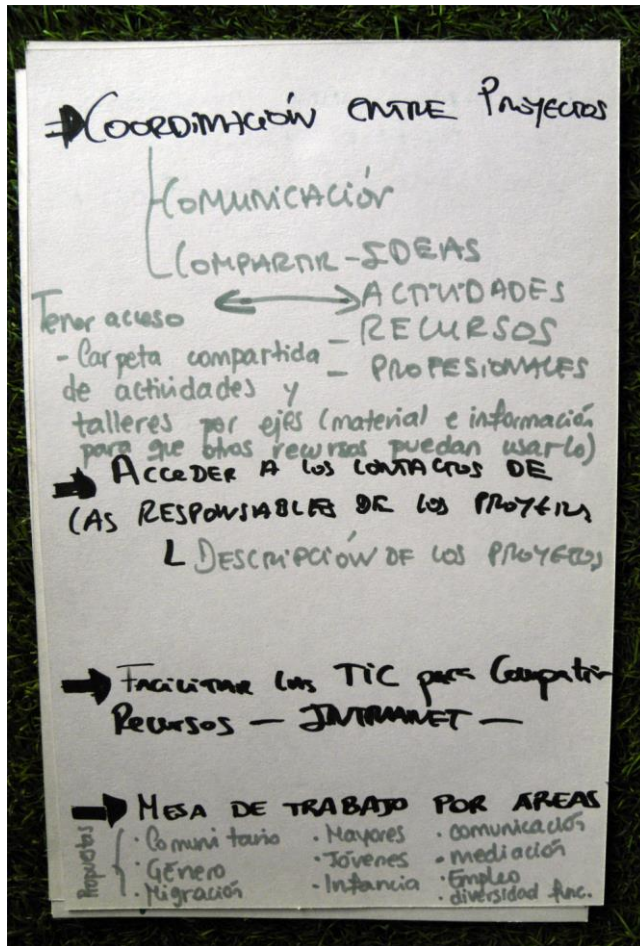 COORDINACIÓN ENTRE PROYECTOS
COMUNICACIÓN
COMPARTIR - IDEAS
ACTIVIDADES
- RECURSOS
- PROFESIONALES
Tener acceso
- Carpeta compartida
de actividades y
talleres por ejes (material e información
para que otros recursos puedan usarlo)
ACCEDER A LOS CONTACTOS DE
LAS RESPONSABLES DE LOS PROYECTOS
DESCRIPCIÓN DE LOS PROYECTOS
FACILITAR LAS TIC para Compartir
Recursos - INTRANET -
MESA DE TRABAJO POR ÁREAS
Propuestas
· Comunitario · Mayores · comunicación
· Género · Jóvenes · mediación
· Migración · Infancia · Empleo
· diversidad func.